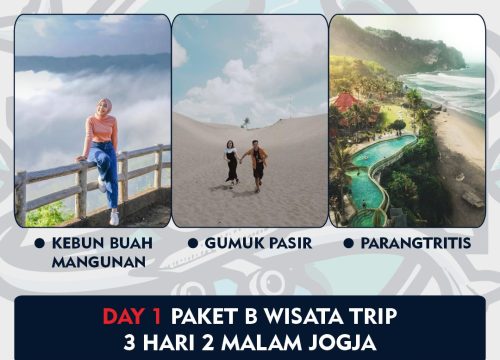 ● KEBUN BUAH
MANGUNAN
● GUMUK PASIR
● PARANGTRITIS
DAY 1 PAKET B WISATA TRIP
3 HARI 2 MALAM JOGJA